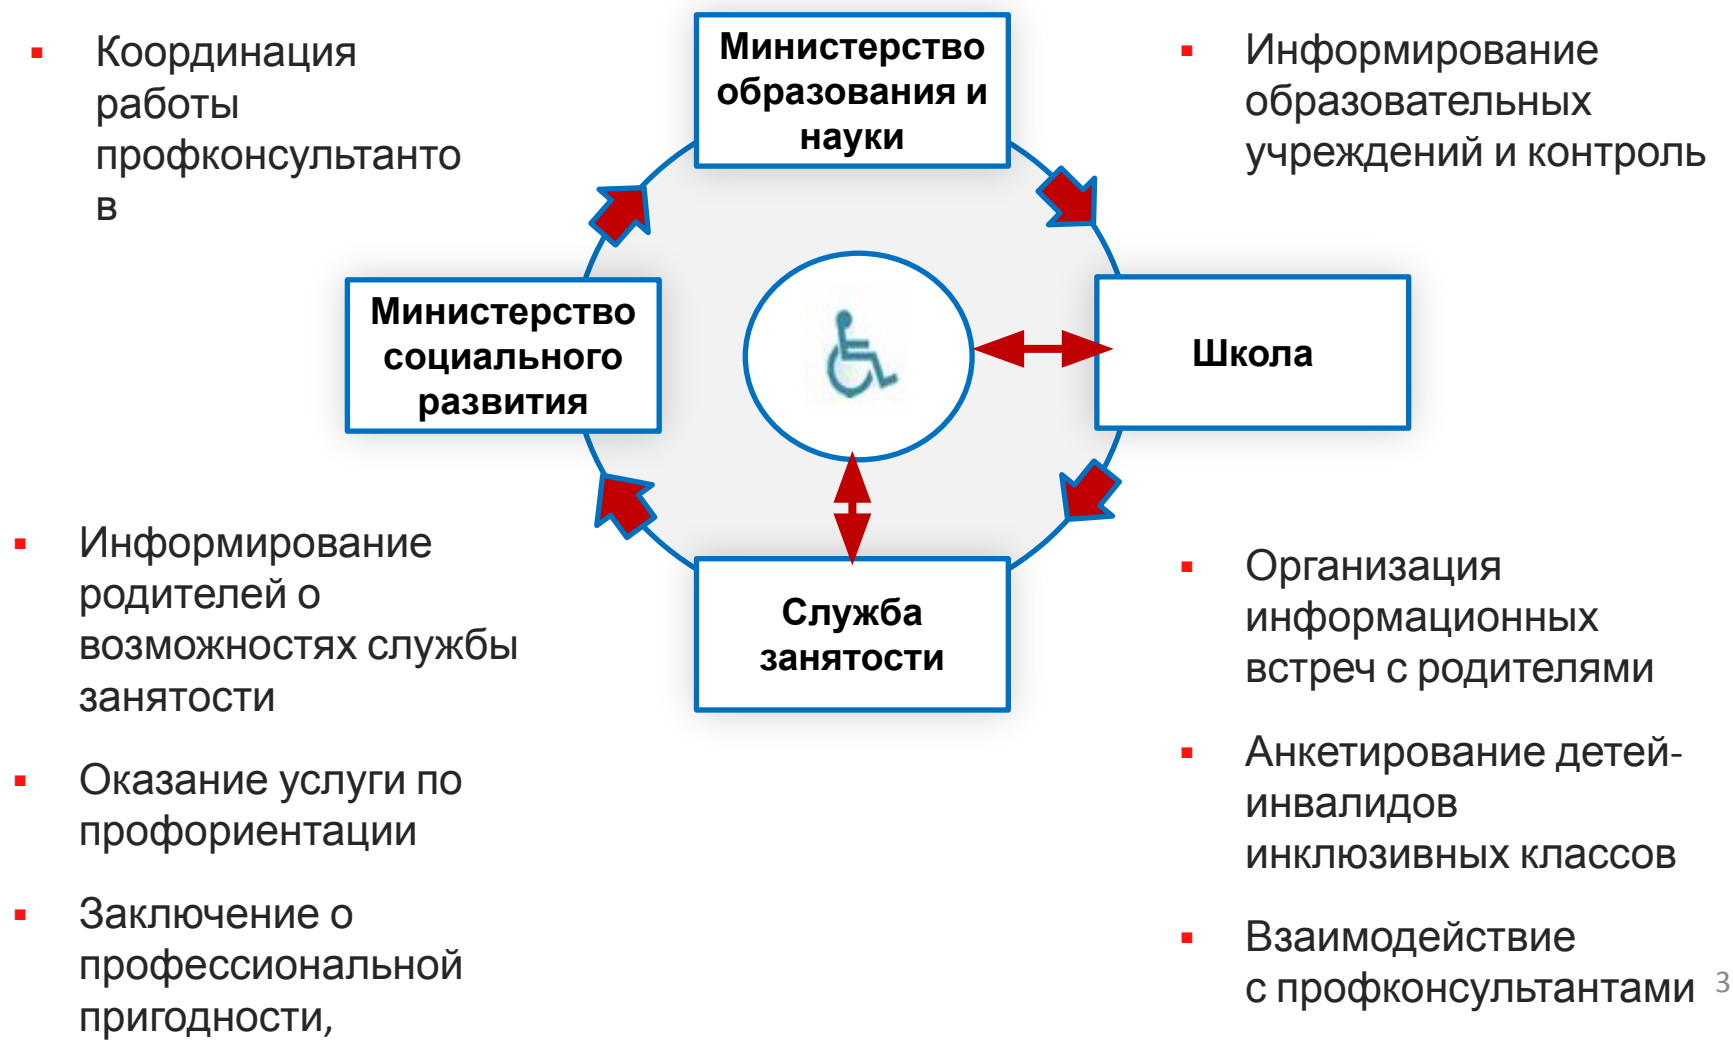 Координация
работы
профконсультанто
в
Министерство
образования и
науки
Информирование
образовательных
учреждений и контроль
Министерство
социального
развития
Школа
Служба
занятости
Информирование
родителей о
возможностях службы
занятости
Оказание услуги по
профориентации
Заключение о
профессиональной
пригодности,
Организация
информационных
встреч с родителями
Анкетирование детей-
инвалидов
инклюзивных классов
Взаимодействие
с профконсультантами
3